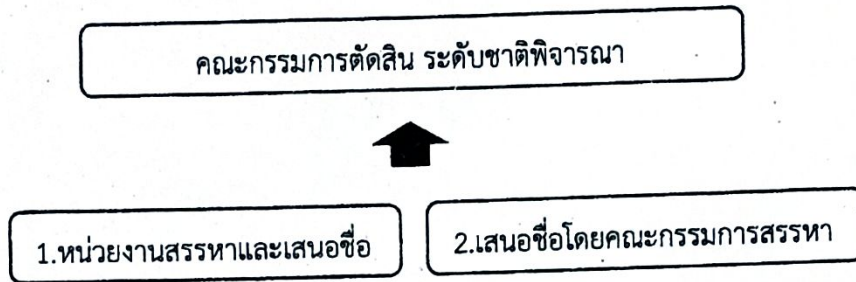 คณะกรรมการตัดสิน ระดับชาติพิจารณา
1.หน่วยงานสรรหาและเสนอชื่อ
2.เสนอชื่อโดยคณะกรรมการสรรหา